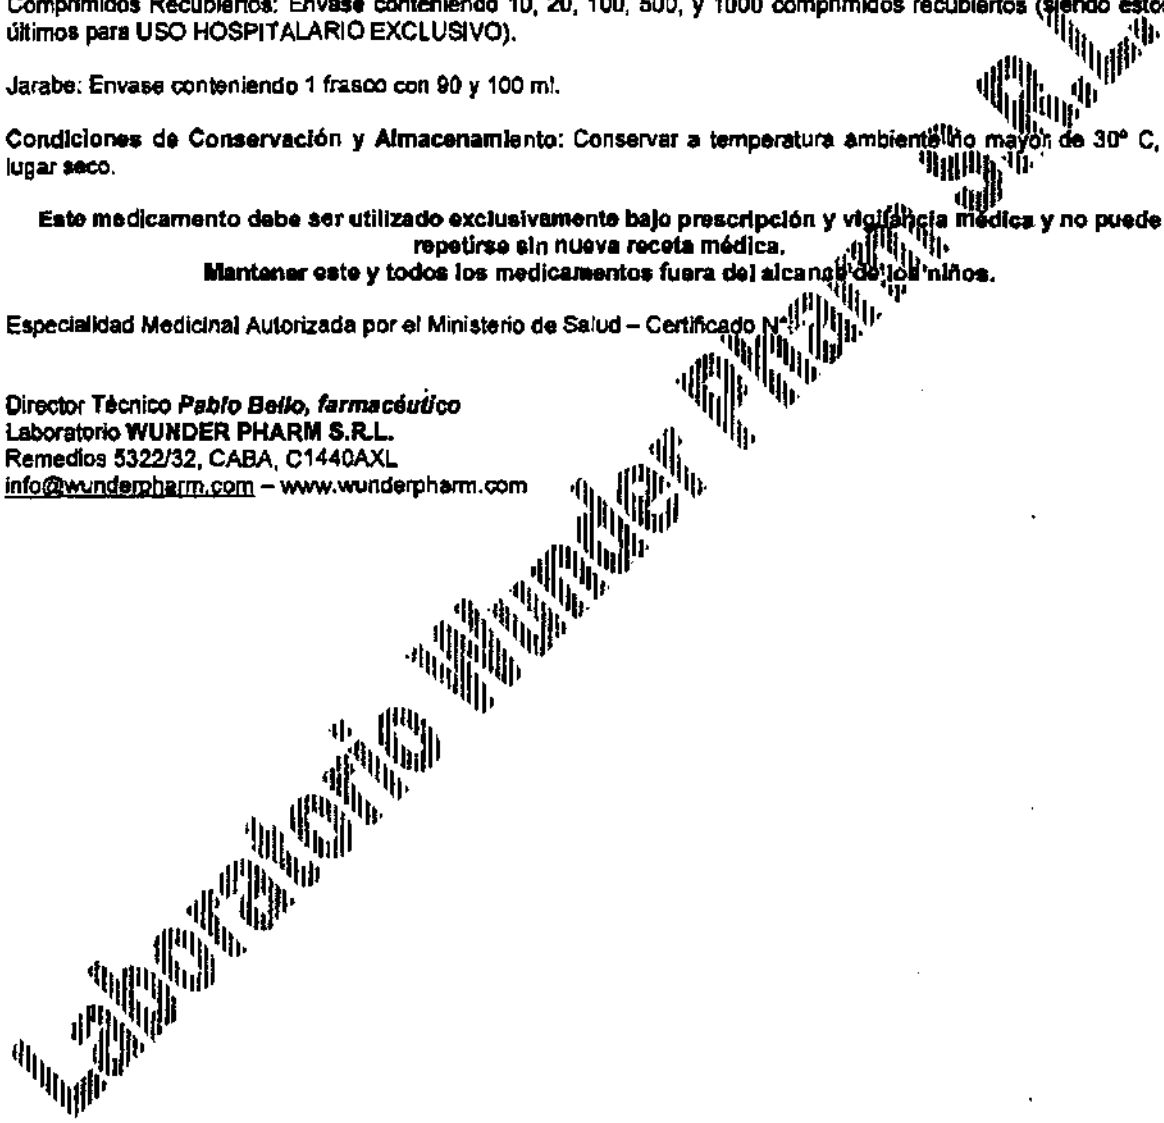 Comprimidos Recubiertos: Envase conteniendo 10, 20, 100, 500, y 1000 comprimidos recubiertos (siendo estos
últimos para USO HOSPITALARIO EXCLUSIVO).
Jarabe: Envase conteniendo 1 frasco con 90 y 100 ml.
Condiciones de Conservación y Almacenamiento: Conservar a temperatura ambiente no mayor de 30° C,
lugar seco.
Este medicamento debe ser utilizado exclusivamente bajo prescripción y vigilancia médica y no puede
repetirse sin nueva receta médica.
Mantener este y todos los medicamentos fuera del alcance de los niños.
Especialidad Medicinal Autorizada por el Ministerio de Salud – Certificado N°
Director Técnico Pablo Bello, farmacéutico
Laboratorio WUNDER PHARM S.R.L.
Remedios 5322/32, CABA, C1440AXL
info@wunderpharm.com – www.wunderpharm.com
Laboratorio Wunder Pharm S.R.L